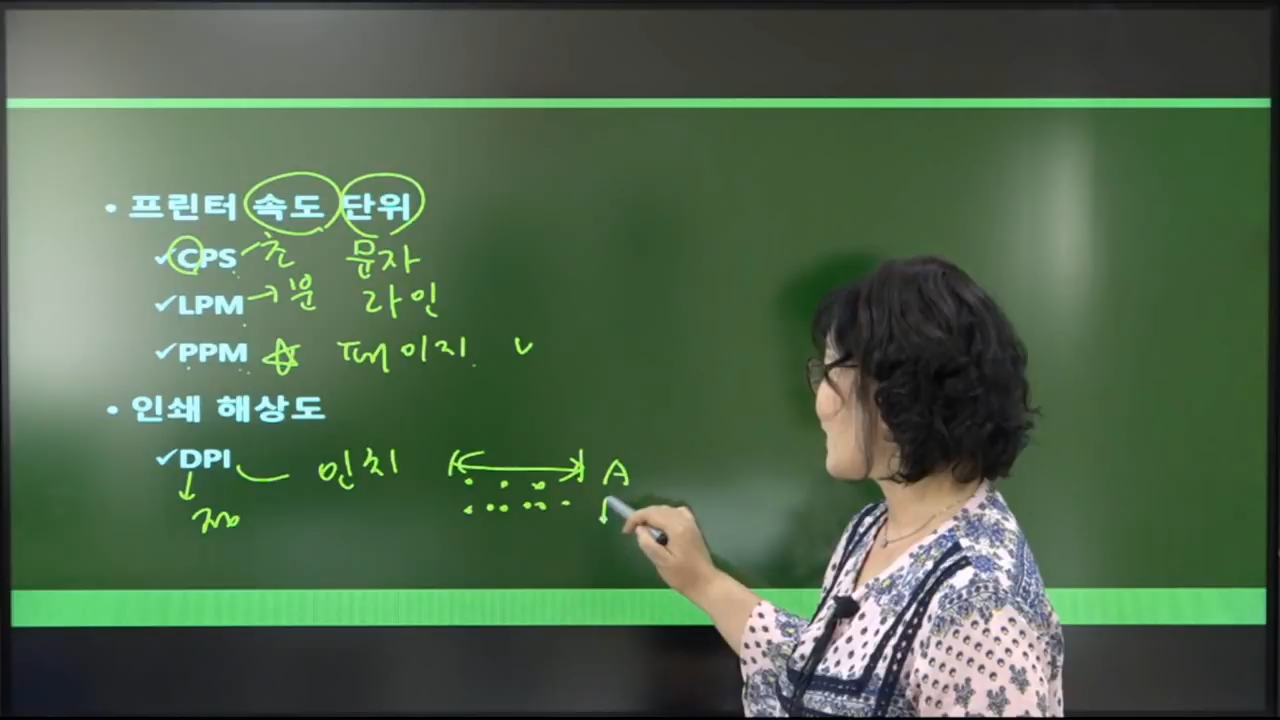 • 프린터 속도 단위
✓CPS 초 문자
✓LPM → 분 라인
✓PPM ☆ 페이지 v
• 인쇄 해상도
✓DPI 인치 A
점